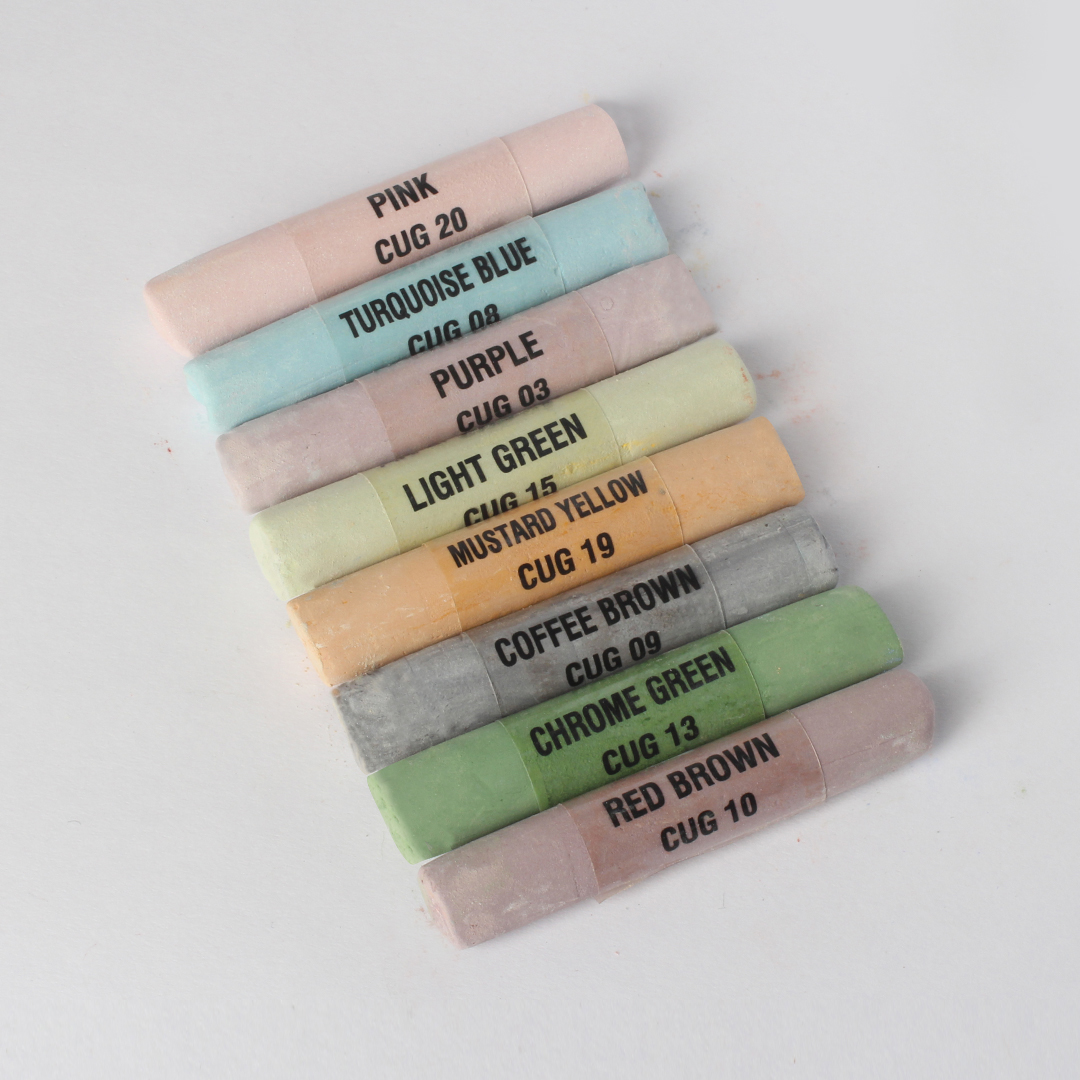 PINK
CUG 20
TURQUOISE BLUE
CUG 08
PURPLE
CUG 03
LIGHT GREEN
CUG 15
MUSTARD YELLOW
CUG 19
COFFEE BROWN
CUG 09
CHROME GREEN
CUG 13
RED BROWN
CUG 10